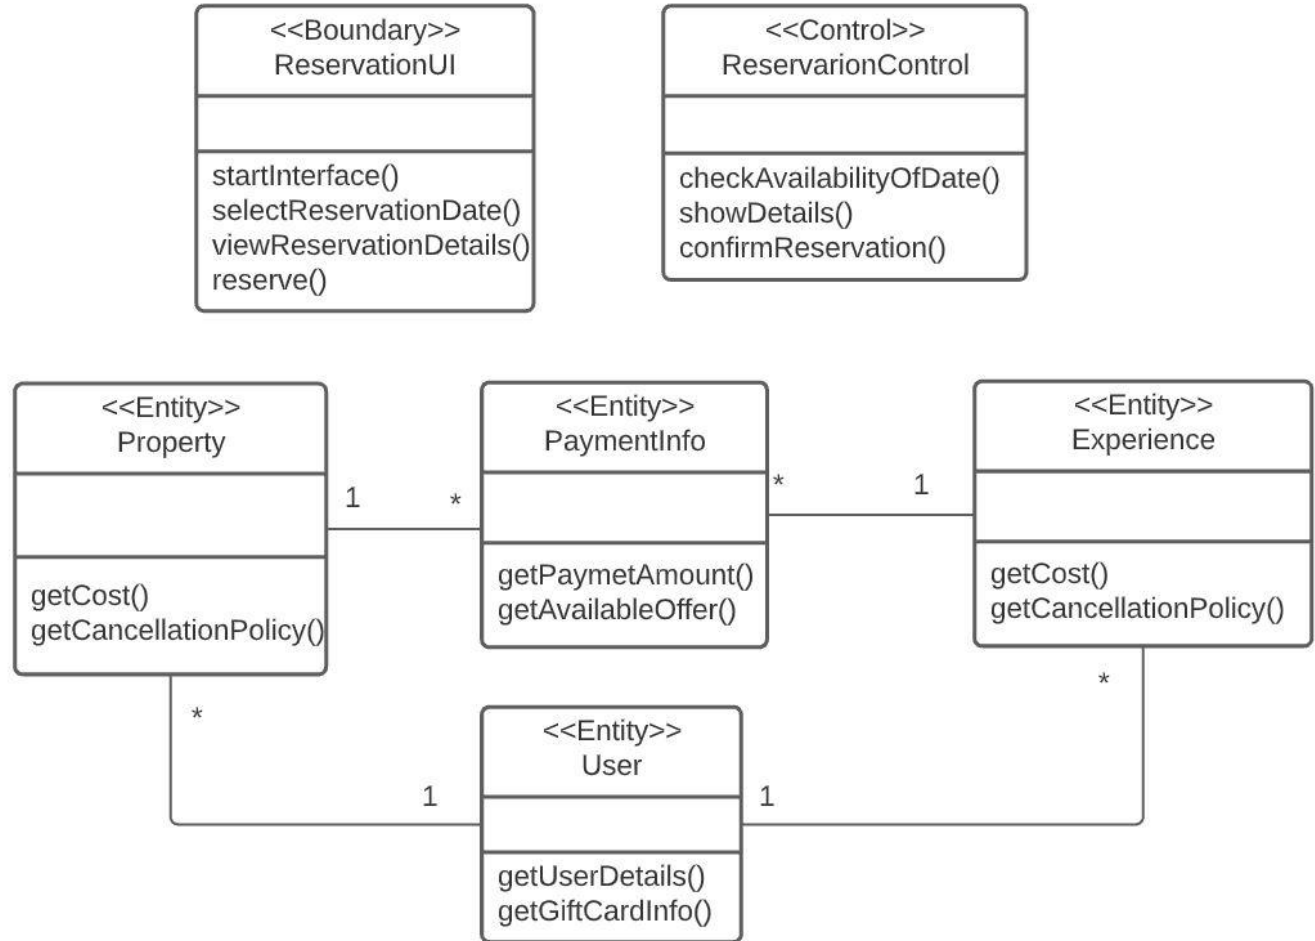 <<Boundary>>
ReservationUI
startInterface()
selectReservationDate()
viewReservationDetails()
reserve()
<<Control>>
ReservarionControl
checkAvailabilityOfDate()
showDetails()
confirmReservation()
<<Entity>>
Property
getCost()
getCancellationPolicy()
1
*
<<Entity>>
PaymentInfo
getPaymetAmount()
getAvailableOffer()
*
1
<<Entity>>
Experience
getCost()
getCancellationPolicy()
*
1
<<Entity>>
User
getUserDetails()
getGiftCardInfo()
1
*